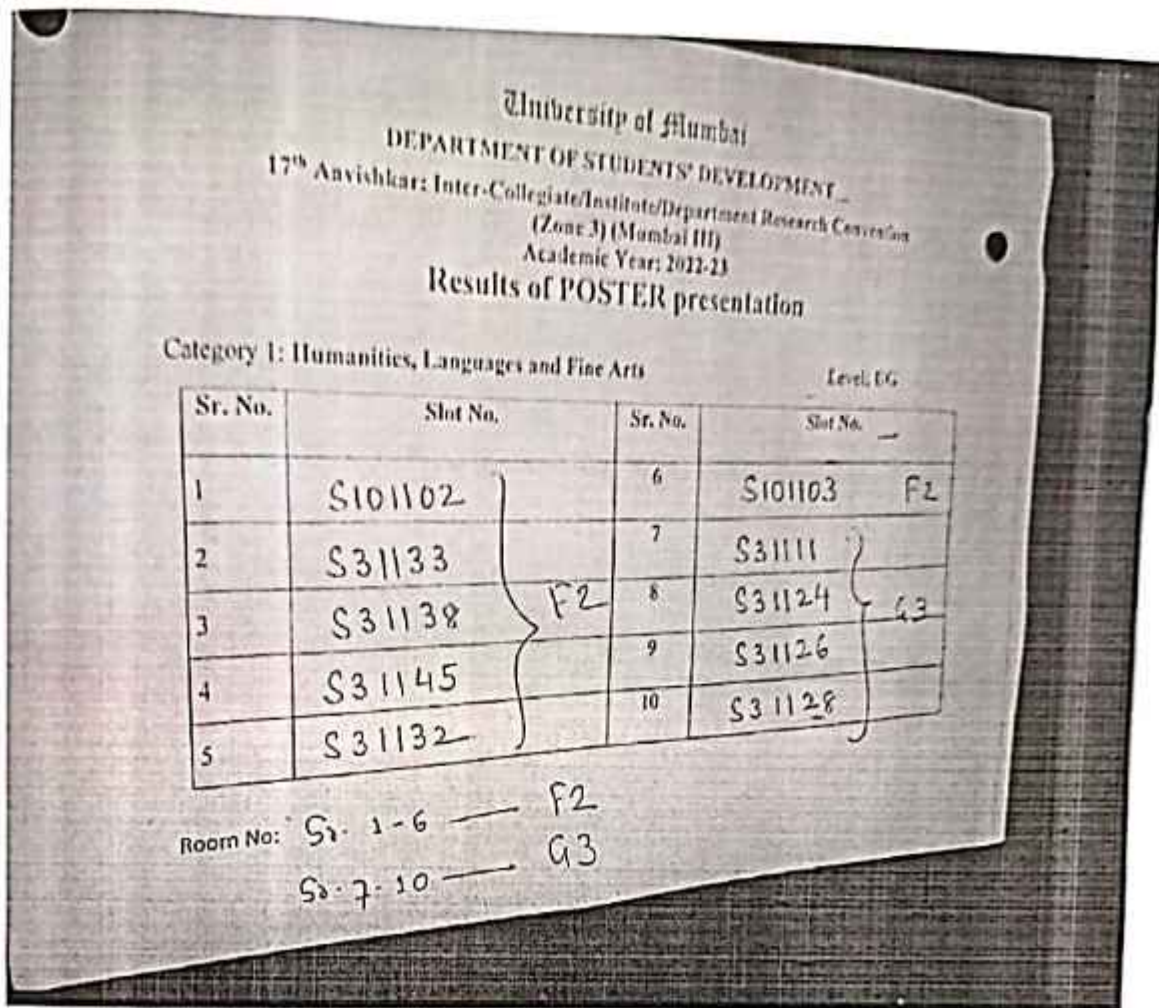 University of Mumbai
DEPARTMENT OF STUDENTS' DEVELOPMENT
17th Anvishkar: Inter-Collegiate/Institute/Department Research Convention
(Zone 3) (Mumbai III)
Academic Year: 2022-23
Results of POSTER presentation
Category 1: Humanities, Languages and Fine Arts Level: UG
Sr. No. Slot No. Sr. No. Slot No.
1 S101102 6 S101103 F2
2 S31133 7 S31111
3 S31138 F2 8 S31124 G3
4 S31145 9 S31126
5 S31132 10 S31128
Room No: Sr. 1-6 — F2
Sr. 7-10 — G3